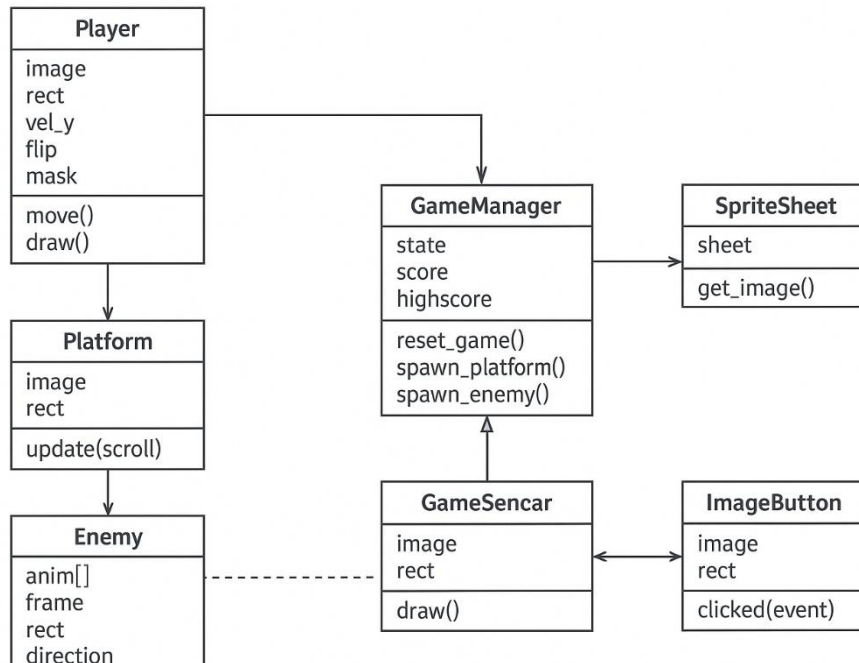 Player
image
rect
vel_y
flip
mask
move()
draw()
Platform
image
rect
update(scroll)
Enemy
anim[]
frame
rect
direction
GameManager
state
score
highscore
reset_game()
spawn_platform()
spawn_enemy()
SpriteSheet
sheet
get_image()
GameSencar
image
rect
draw()
ImageButton
image
rect
clicked(event)